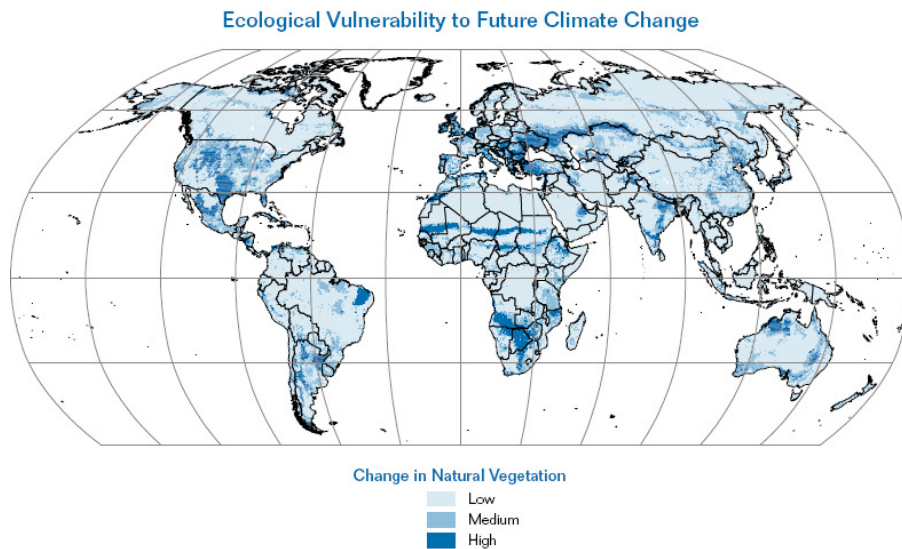 Ecological Vulnerability to Future Climate Change
Change in Natural Vegetation
Low
Medium
High